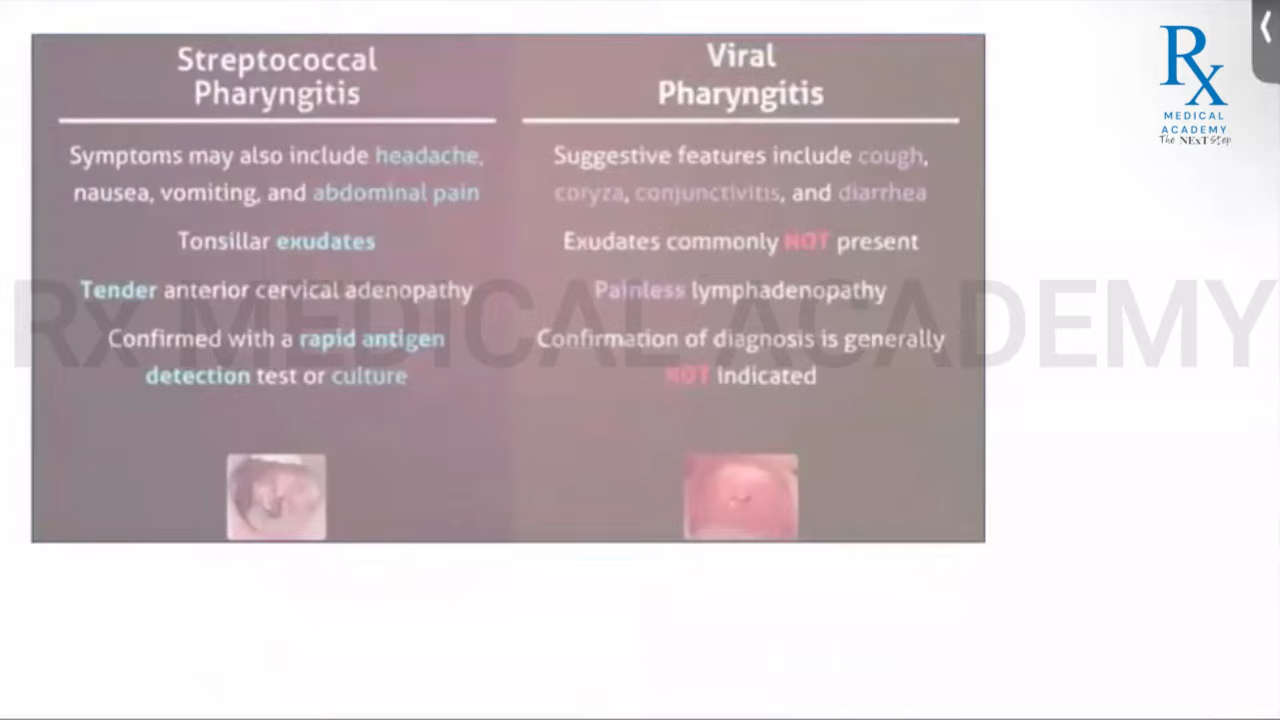 Streptococcal
Pharyngitis
Symptoms may also include headache,
nausea, vomiting, and abdominal pain
Tonsillar exudates
Tender anterior cervical adenopathy
Confirmed with a rapid antigen
detection test or culture
Viral
Pharyngitis
Suggestive features include cough,
coryza, conjunctivitis, and diarrhea
Exudates commonly NOT present
Painless lymphadenopathy
Confirmation of diagnosis is generally
NOT indicated
Rx MEDICAL ACADEMY
Rx
MEDICAL
ACADEMY
The NExT Step